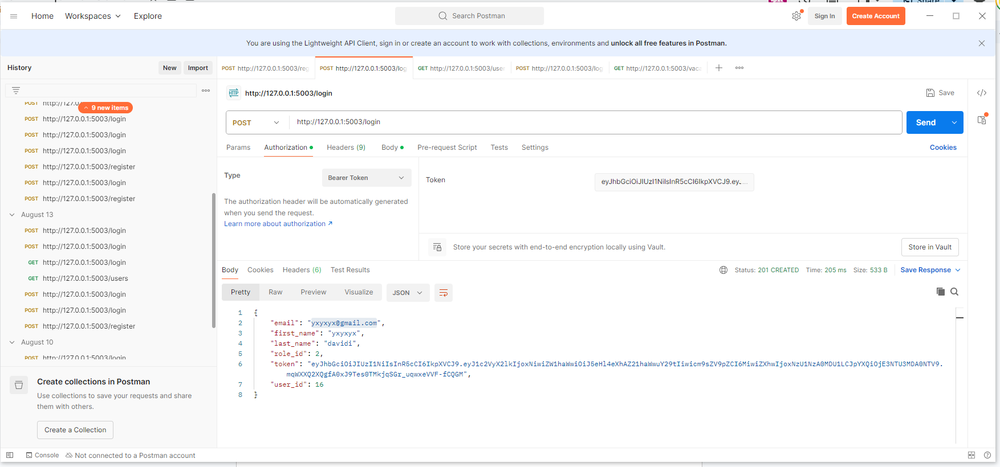 Share
Home
Workspaces
Explore
Search Postman
Sign In
Create Account
You are using the Lightweight API Client, sign in or create an account to work with collections, environments and unlock all free features in Postman.
History
New
Import
POST http://127.0.0.1:5003/reg
POST http://127.0.0.1:5003/log
GET http://127.0.0.1:5003/user
POST http://127.0.0.1:5003/log
GET http://127.0.0.1:5003/vaca
POST http://127.0
9 new items
POST http://127.0.0.1:5003/login
POST http://127.0.0.1:5003/login
POST http://127.0.0.1:5003/login
POST http://127.0.0.1:5003/register
POST http://127.0.0.1:5003/login
POST http://127.0.0.1:5003/register
August 13
POST http://127.0.0.1:5003/login
POST http://127.0.0.1:5003/login
GET http://127.0.0.1:5003/login
GET http://127.0.0.1:5003/users
POST http://127.0.0.1:5003/login
POST http://127.0.0.1:5003/login
POST http://127.0.0.1:5003/register
August 10
POST http://127.0.0.1:5003/login
Create collections in Postman
Use collections to save your requests and share
them with others.
Create a Collection
HTTP http://127.0.0.1:5003/login
Save
POST http://127.0.0.1:5003/login
Send
Params
Authorization
Headers (9)
Body
Pre-request Script
Tests
Settings
Cookies
Type
Bearer Token
The authorization header will be automatically generated
when you send the request.
Learn more about authorization
Token
eyJhbGciOiJIUzI1NiIsInR5cCI6IkpXVCJ9.eyJ...
Store your secrets with end-to-end encryption locally using Vault.
Store in Vault
Body
Cookies
Headers (6)
Test Results
Status: 201 CREATED
Time: 205 ms
Size: 533 B
Save Response
Pretty
Raw
Preview
Visualize
JSON
1 {
2 "email": "yxyxyx@gmail.com",
3 "first_name": "yxyxyx",
4 "last_name": "davidi",
5 "role_id": 2,
6 "token": "eyJhbGciOiJIUzI1NiIsInR5cCI6IkpXVCJ9.eyJ1c2VyX2lkIjoxNiwiZW1haWwiOiJ5eHl4eXhAZ21haWwuY29tIiwicm9sZV9pZCI6MiwiZXhwIjoxNzU1NzA0MDU1LCJpYXQiOjE3NTU3MDA0NTV9.
mqWXXQ2XQgfA0xJ9Tes0TMkjqSGr_uqwxeVVF-fCQGM",
7 "user_id": 16
8 }
Console
Not connected to a Postman account